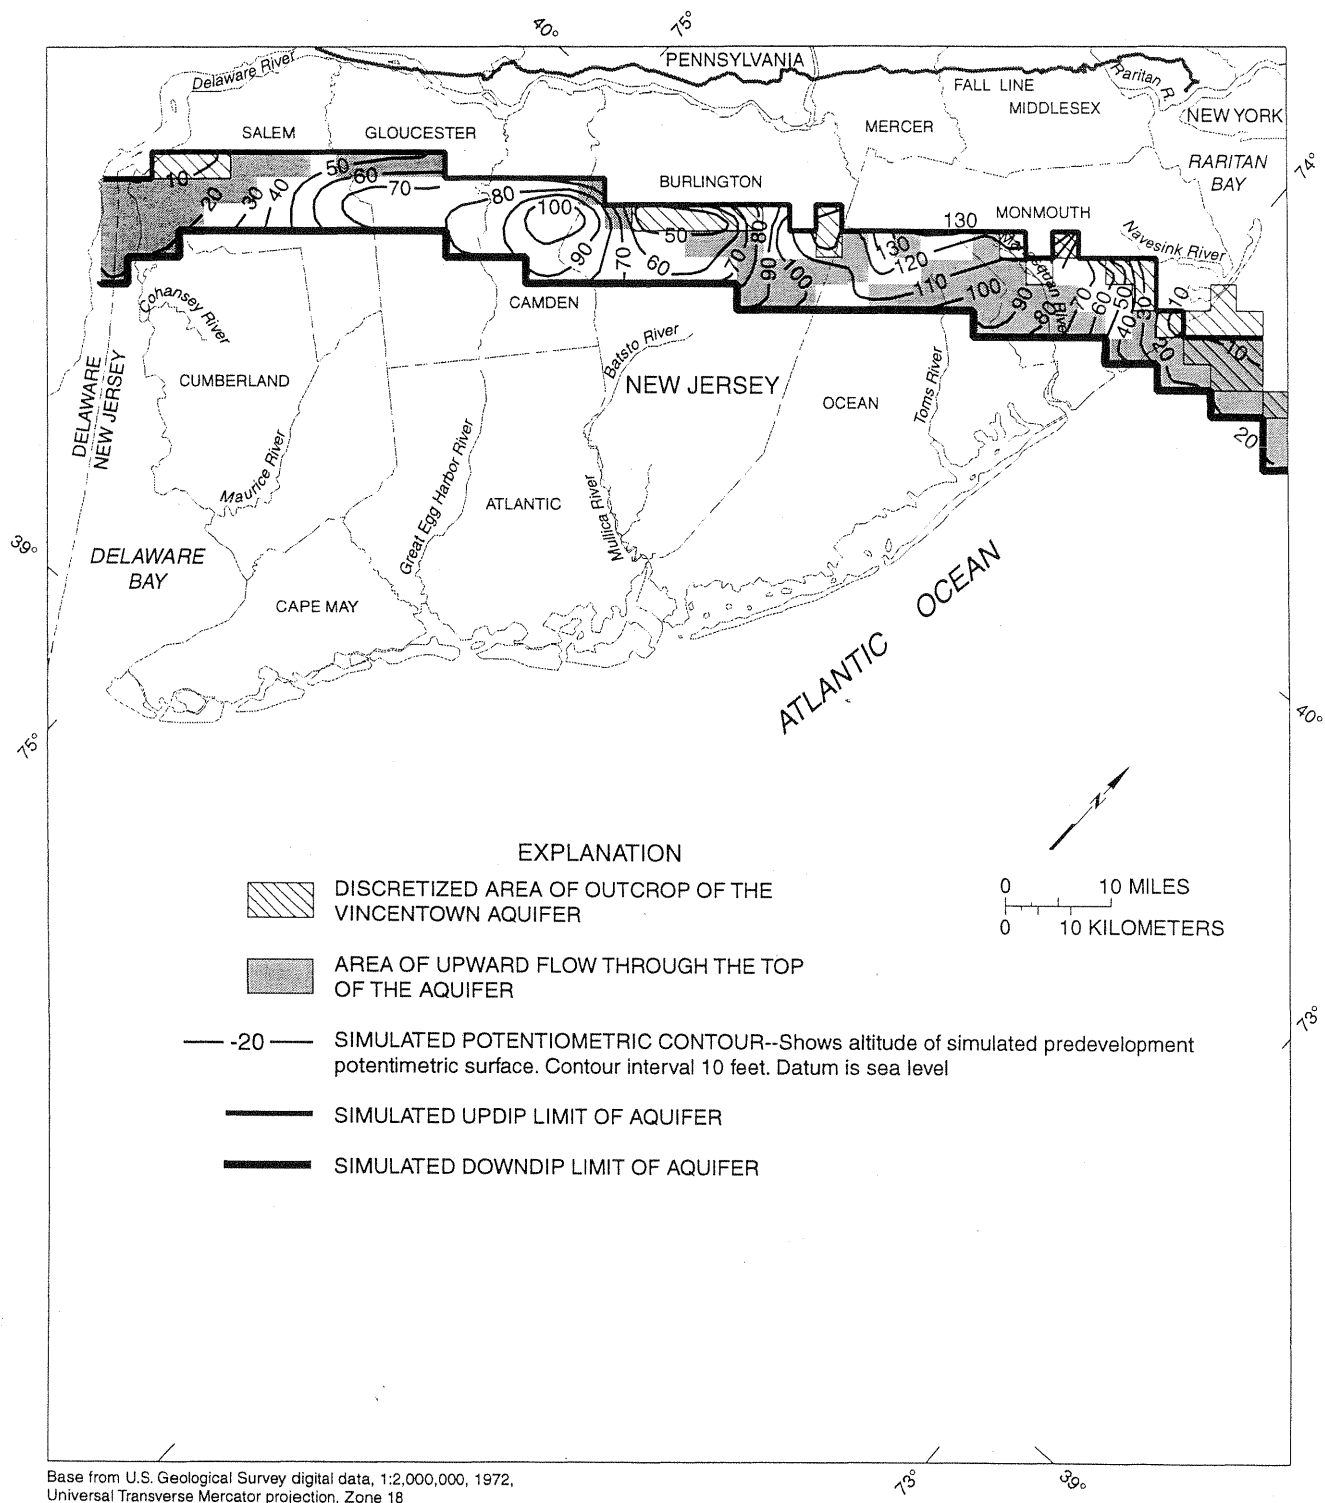 40° 75°
PENNSYLVANIA
Delaware River
Raritan R.
FALL LINE
MIDDLESEX
NEW YORK
SALEM GLOUCESTER
MERCER
RARITAN
BAY
74°
BURLINGTON
MONMOUTH
Navesink River
50 60 70 80 100
10 20 30 40
90 70 60 50 70 80 90 100
130 130 120 110 100 90 80
70 60 50 40 30 20 10 10 20
CAMDEN
Cohansey River
Batsto River
DELAWARE
NEW JERSEY
CUMBERLAND
NEW JERSEY
OCEAN
Toms River
Maurice River
Great Egg Harbor River
ATLANTIC
Mullica River
39°
DELAWARE
BAY
CAPE MAY
ATLANTIC OCEAN
75°
40°
N
EXPLANATION
DISCRETIZED AREA OF OUTCROP OF THE
VINCENTOWN AQUIFER
0 10 MILES
0 10 KILOMETERS
AREA OF UPWARD FLOW THROUGH THE TOP
OF THE AQUIFER
73°
-20 SIMULATED POTENTIOMETRIC CONTOUR--Shows altitude of simulated predevelopment
potentimetric surface. Contour interval 10 feet. Datum is sea level
SIMULATED UPDIP LIMIT OF AQUIFER
SIMULATED DOWNDIP LIMIT OF AQUIFER
Base from U.S. Geological Survey digital data, 1:2,000,000, 1972,
Universal Transverse Mercator projection, Zone 18
73° 39°